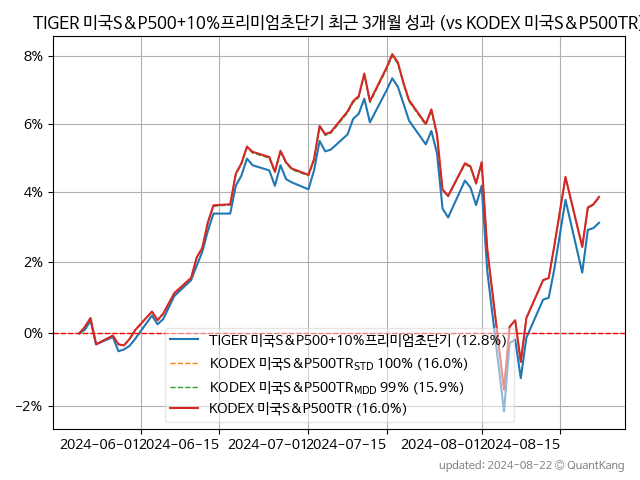 TIGER 미국S&P500+10%프리미엄초단기 최근 3개월 성과 (vs KODEX 미국S&P500TR)
8%
6%
4%
2%
0%
−2%
TIGER 미국S&P500+10%프리미엄초단기 (12.8%)
KODEX 미국S&P500TR_STD 100% (16.0%)
KODEX 미국S&P500TR_MDD 99% (15.9%)
KODEX 미국S&P500TR (16.0%)
2024−06−01 2024−06−15 2024−07−01 2024−07−15 2024−08−01 2024−08−15
updated: 2024-08-22 © QuantKang